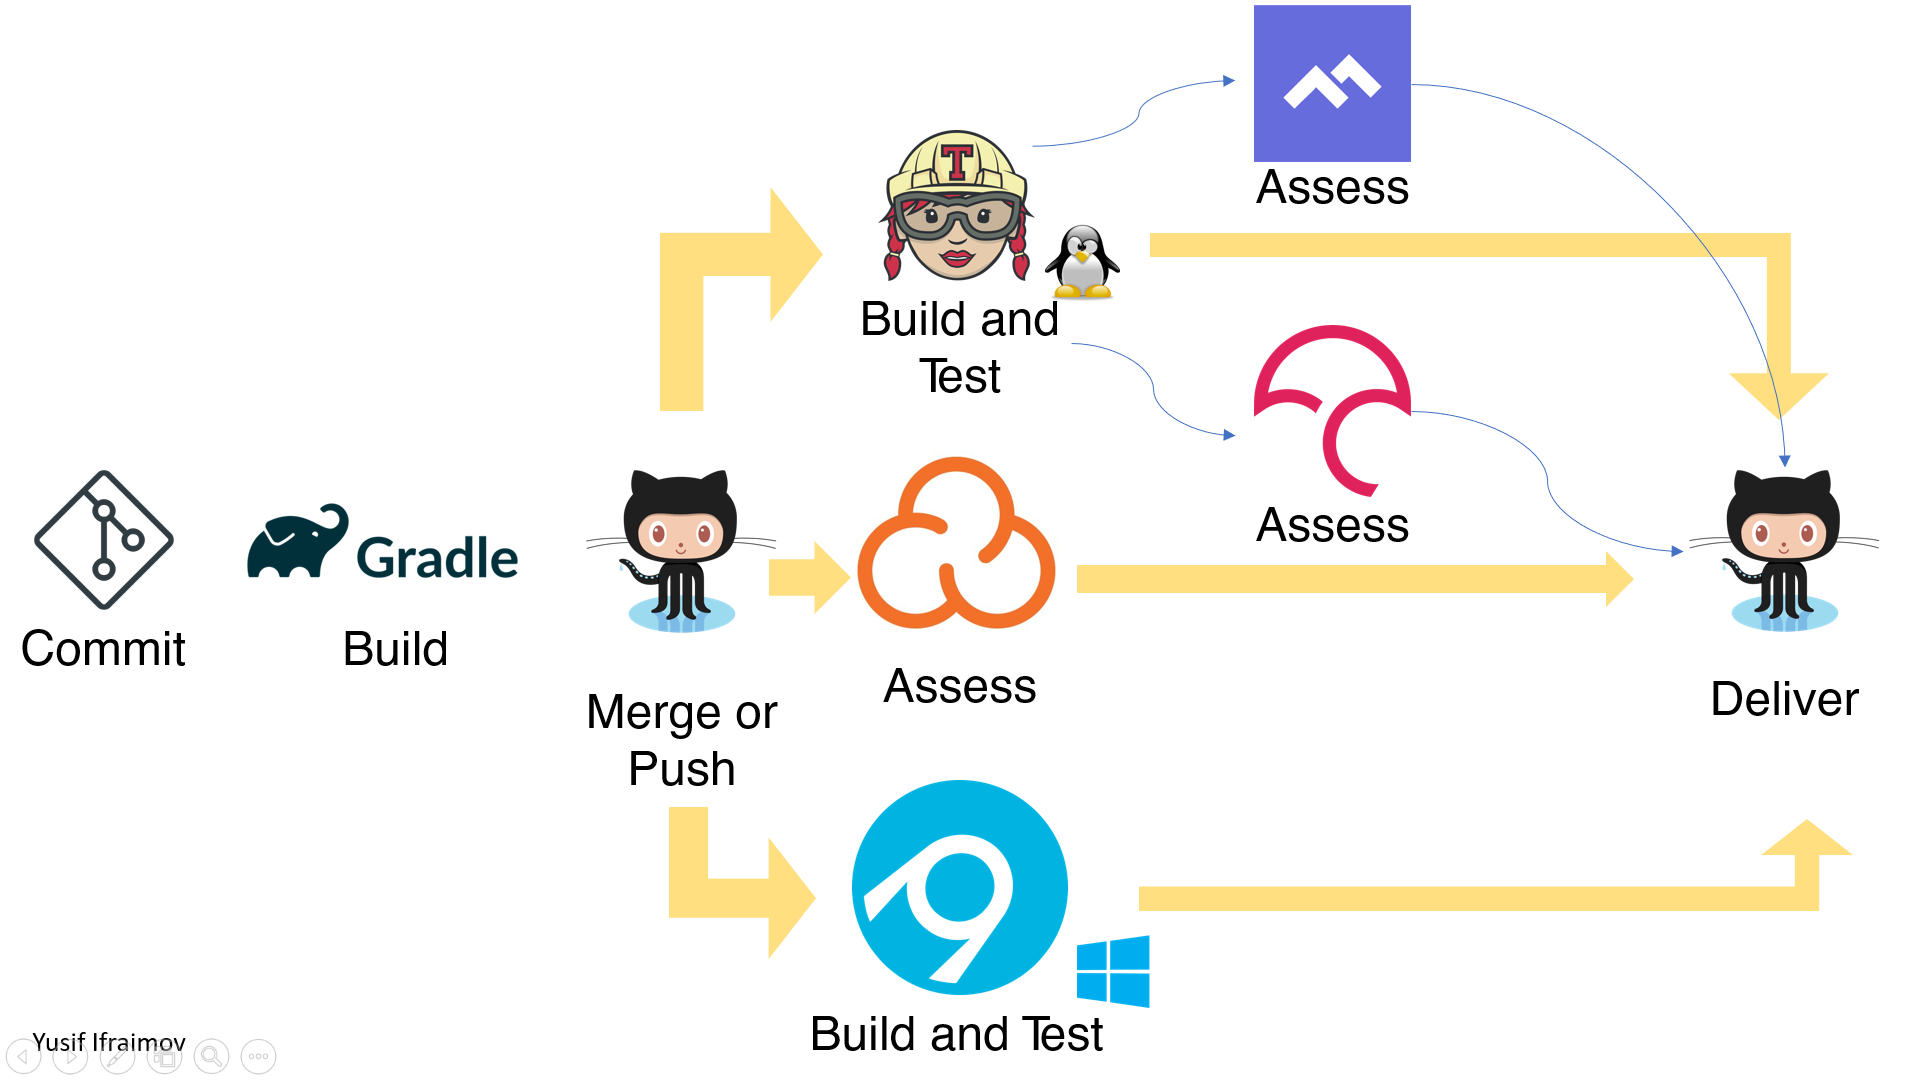 Assess
T
Build and
Test
Assess
Gradle
Commit
Build
Merge or
Push
Assess
Deliver
Build and Test
Yusif Ifraimov